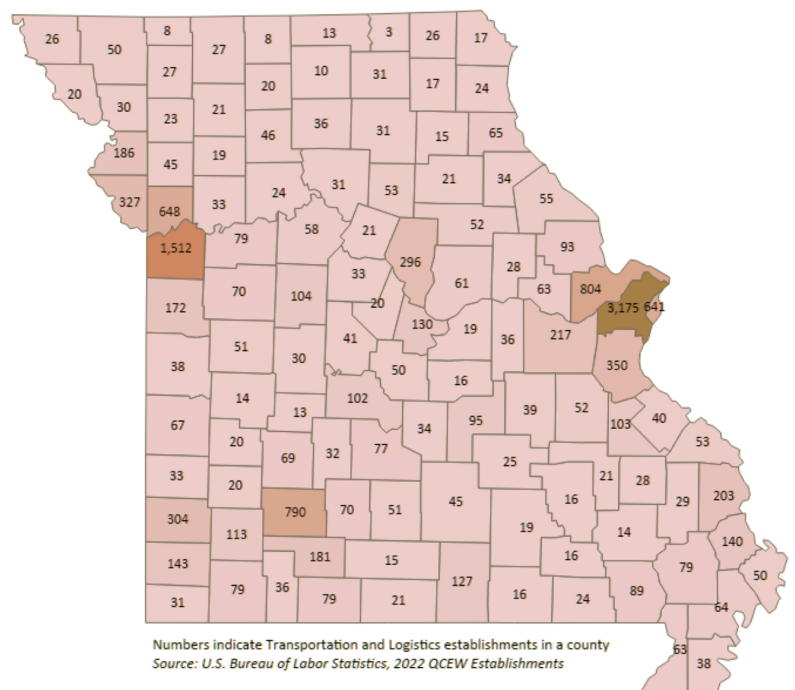 26 50 8 27 8 13 3 26 17
20 30 27 21 20 10 31 17 24
186 45 23 19 46 36 31 15 65
327 648 33 24 31 53 21 34 55
1,512 79 58 21 296 52 28 93
172 70 104 33 20 61 63 804 3,175 641
38 51 30 41 130 19 36 217 350
67 14 13 102 50 16 39 52 103 40 53
33 20 69 32 77 34 95 25 21 28 29 203
304 20 790 70 51 45 19 16 14 140
143 113 181 15 127 16 89 79 50
31 79 36 79 21 16 24 64
63 38
Numbers indicate Transportation and Logistics establishments in a county
Source: U.S. Bureau of Labor Statistics, 2022 QCEW Establishments